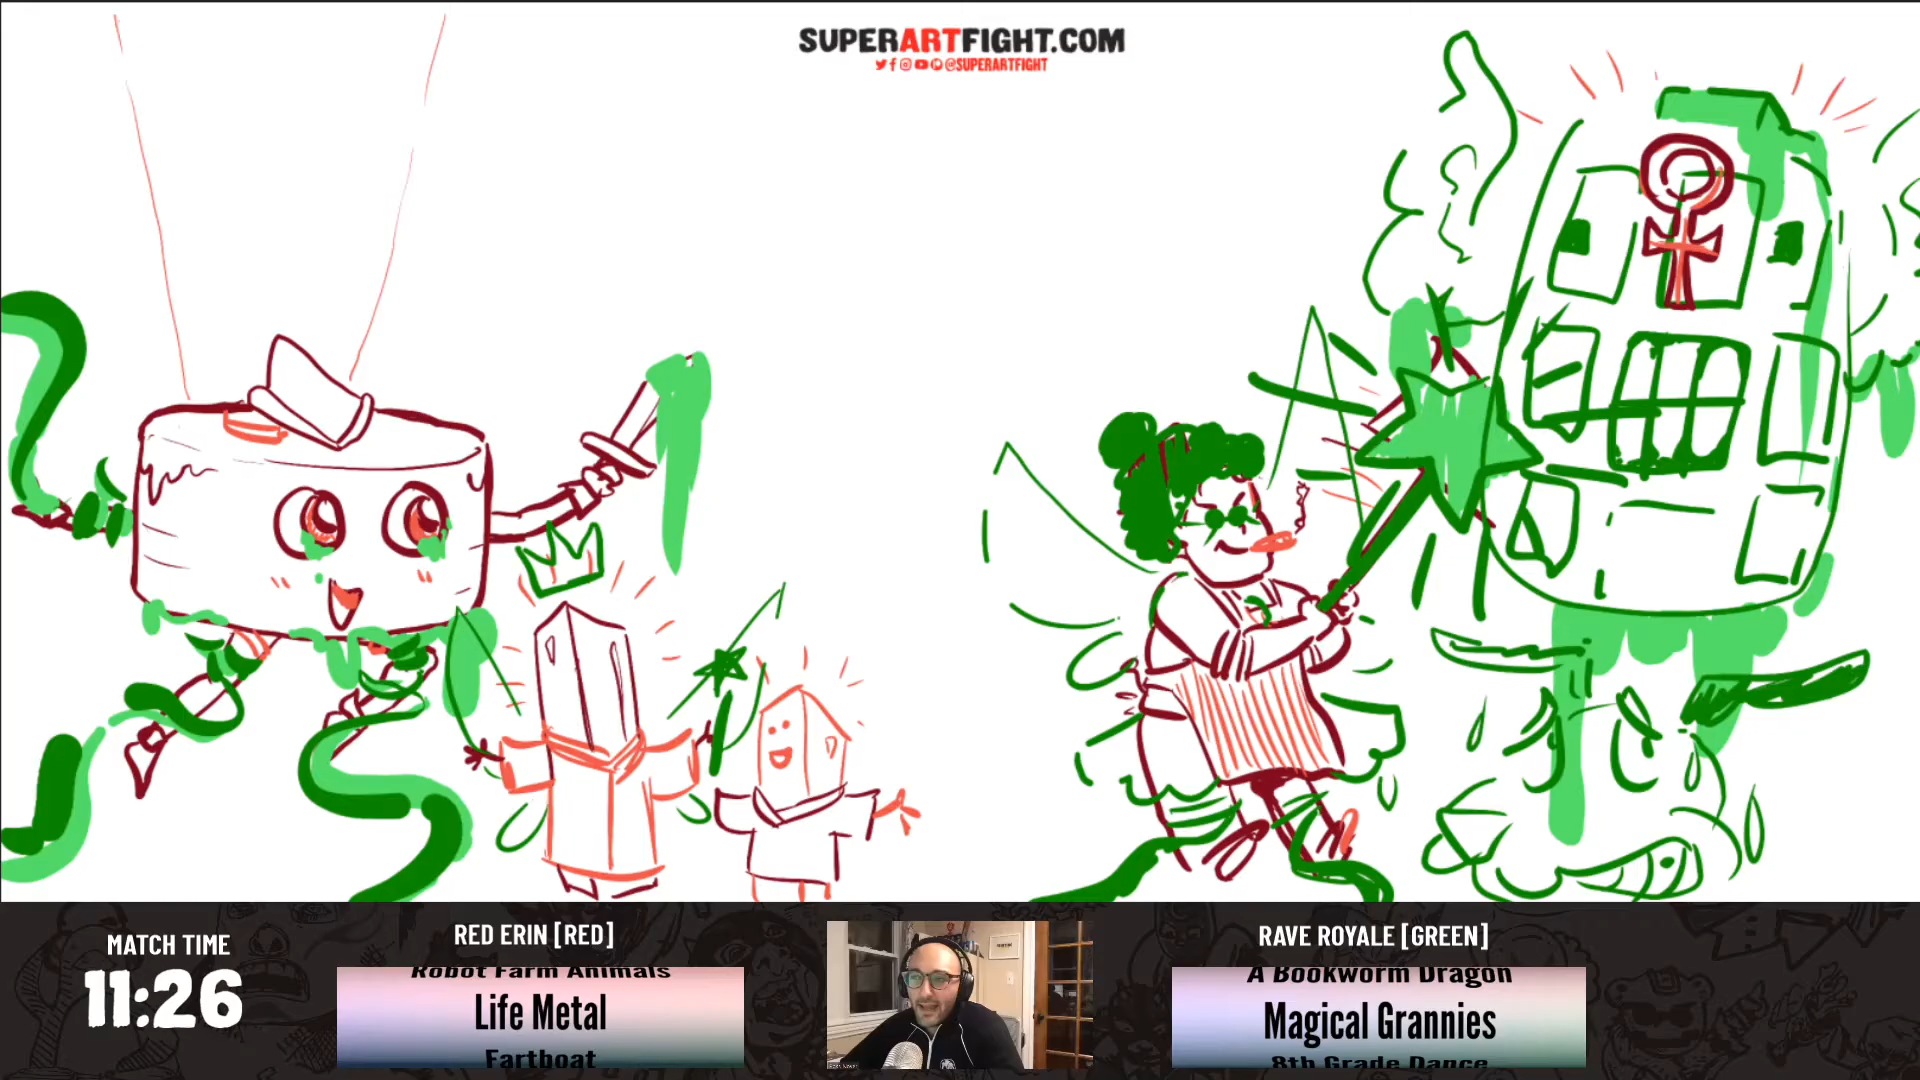 SUPERARTFIGHT.COM
@SUPERARTFIGHT
MATCH TIME
11:26
RED ERIN [RED]
Robot Farm Animals
Life Metal
Fartboat
RAVE ROYALE [GREEN]
A Bookworm Dragon
Magical Grannies
8th Grade Dance